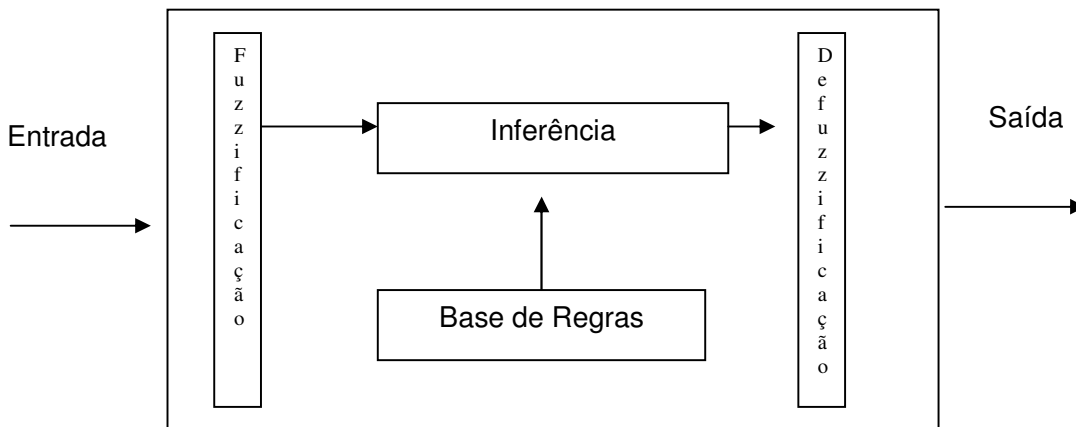 Entrada
Fuzzificação
Inferência
Base de Regras
Defuzzificação
Saída